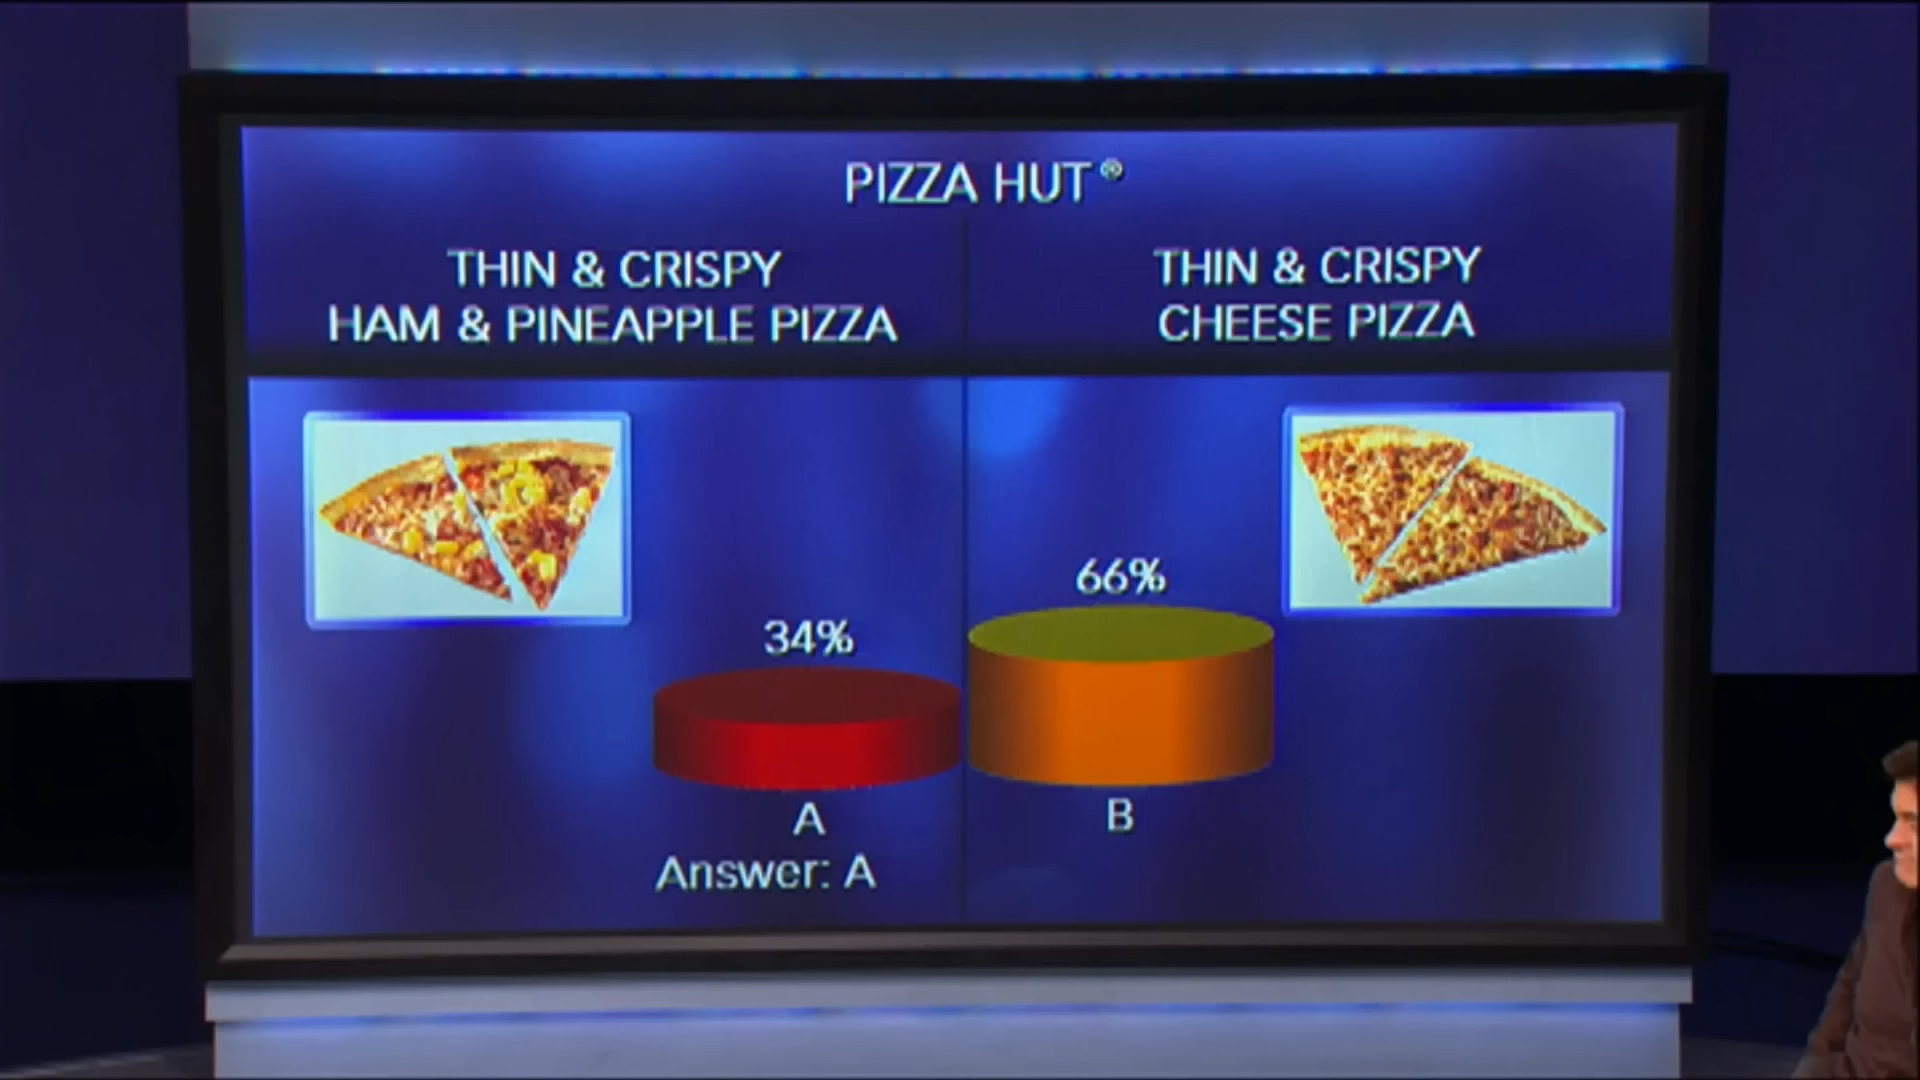 PIZZA HUT®
THIN & CRISPY
HAM & PINEAPPLE PIZZA
THIN & CRISPY
CHEESE PIZZA
34%
66%
A
B
Answer: A